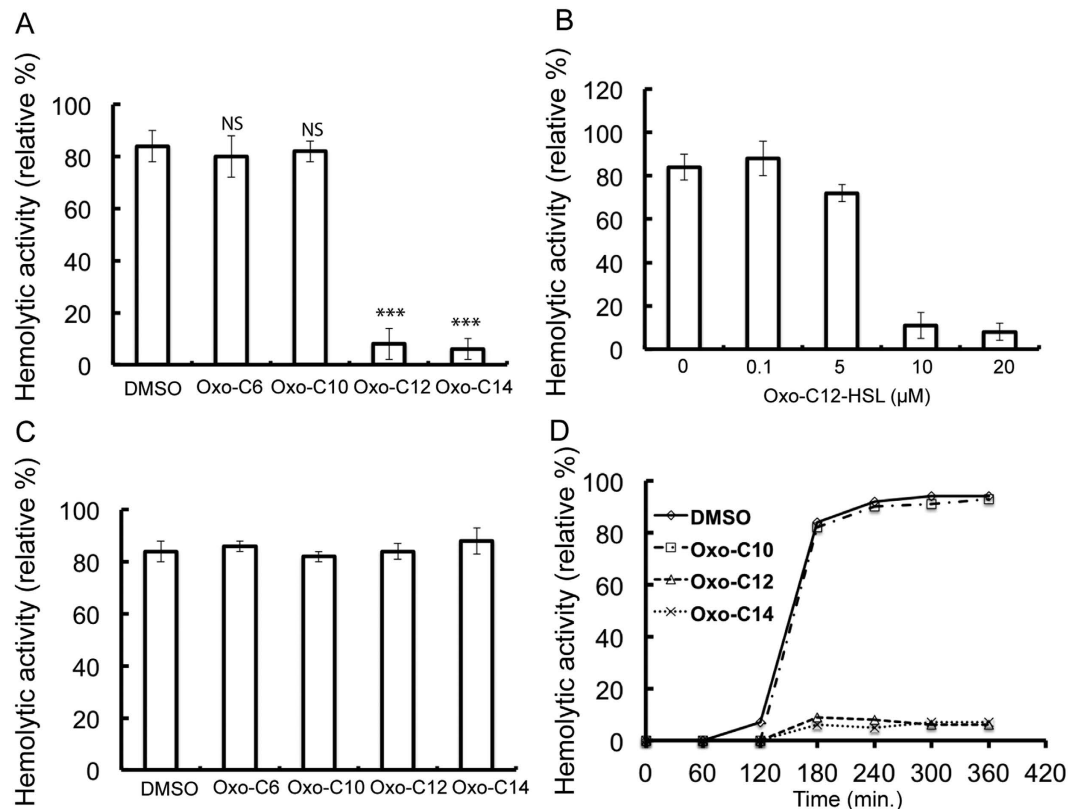 A
Hemolytic activity (relative %)
100
80
60
40
20
0
NS
NS
***
***
DMSO Oxo-C6 Oxo-C10 Oxo-C12 Oxo-C14
B
Hemolytic activity (relative %)
120
100
80
60
40
20
0
0 0.1 5 10 20
Oxo-C12-HSL (µM)
C
Hemolytic activity (relative %)
100
80
60
40
20
0
DMSO Oxo-C6 Oxo-C10 Oxo-C12 Oxo-C14
D
Hemolytic activity (relative %)
100
80
60
40
20
0
DMSO
Oxo-C10
Oxo-C12
Oxo-C14
0 60 120 180 240 300 360 420
Time (min.)